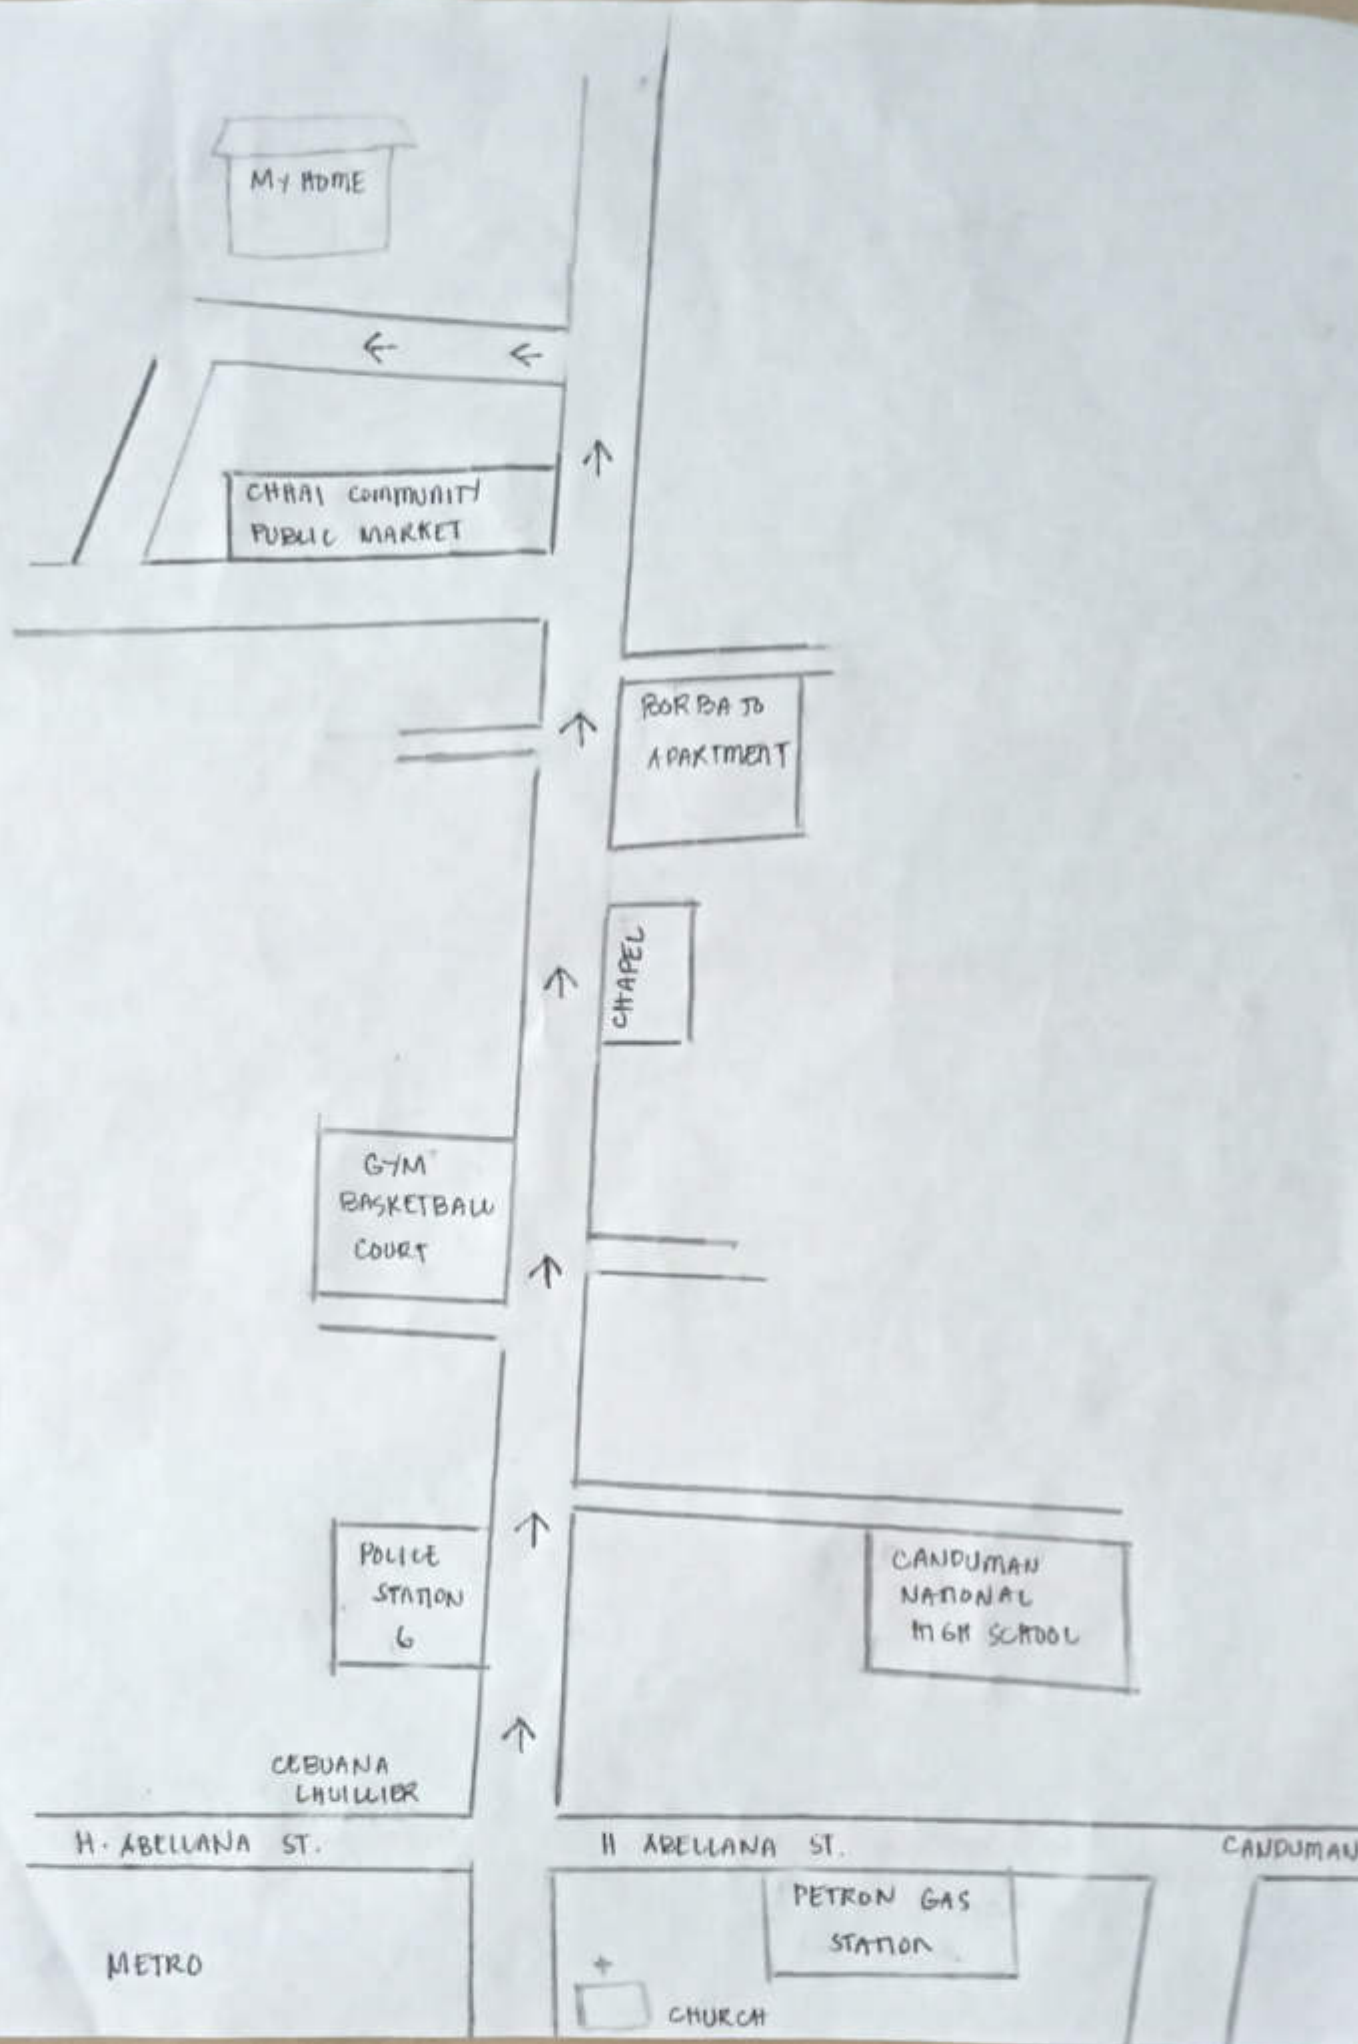 MY HOME
CHHAI COMMUNITY
PUBLIC MARKET
BORBAJO
APARTMENT
CHAPEL
GYM
BASKETBALL
COURT
POLICE
STATION
6
CANDUMAN
NATIONAL
HIGH SCHOOL
CEBUANA
LHUILLIER
H. ABELLANA ST.
H ABELLANA ST.
CANDUMAN
PETRON GAS
STATION
METRO
CHURCH